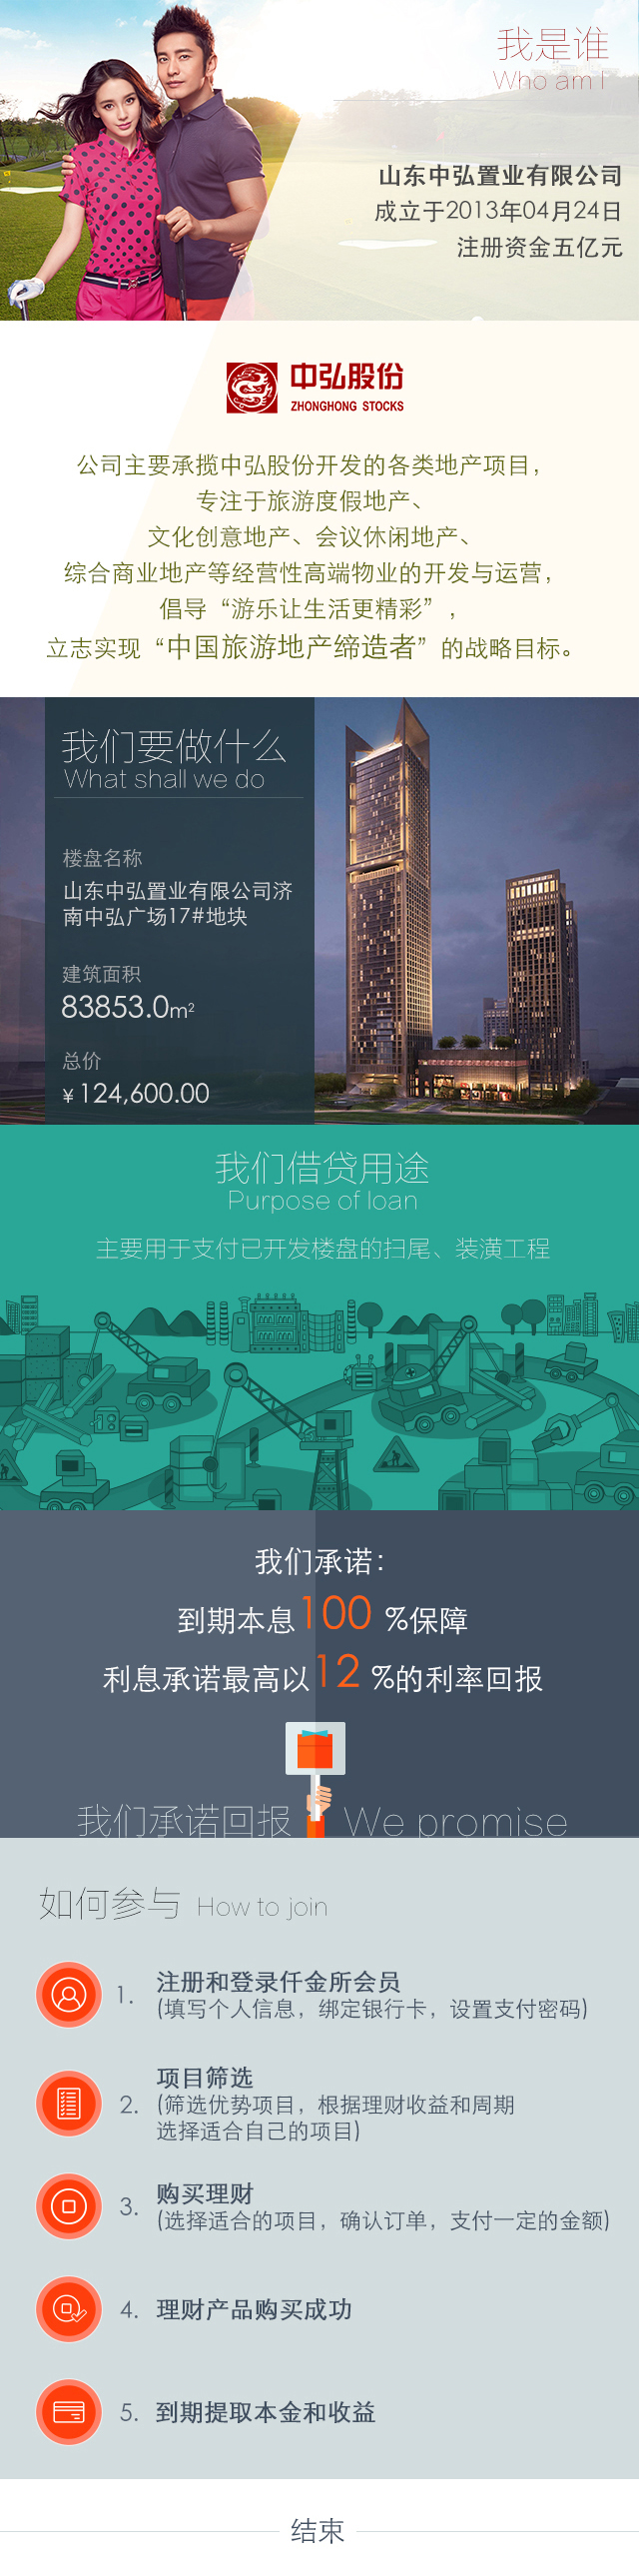 我是谁
Who am I
山东中弘置业有限公司
成立于2013年04月24日
注册资金五亿元
中弘股份
ZHONGHONG STOCKS
公司主要承揽中弘股份开发的各类地产项目，
专注于旅游度假地产、
文化创意地产、会议休闲地产、
综合商业地产等经营性高端物业的开发与运营，
倡导“游乐让生活更精彩”，
立志实现“中国旅游地产缔造者”的战略目标。
我们要做什么
What shall we do
楼盘名称
山东中弘置业有限公司济
南中弘广场17#地块
建筑面积
83853.0m²
总价
¥ 124,600.00
我们借贷用途
Purpose of loan
主要用于支付已开发楼盘的扫尾、装潢工程
我们承诺：
到期本息100 %保障
利息承诺最高以12 %的利率回报
我们承诺回报 We promise
如何参与 How to join
1. 注册和登录仟金所会员
(填写个人信息，绑定银行卡，设置支付密码)
项目筛选
2. (筛选优势项目，根据理财收益和周期
选择适合自己的项目)
3. 购买理财
(选择适合的项目，确认订单，支付一定的金额)
4. 理财产品购买成功
5. 到期提取本金和收益
结束